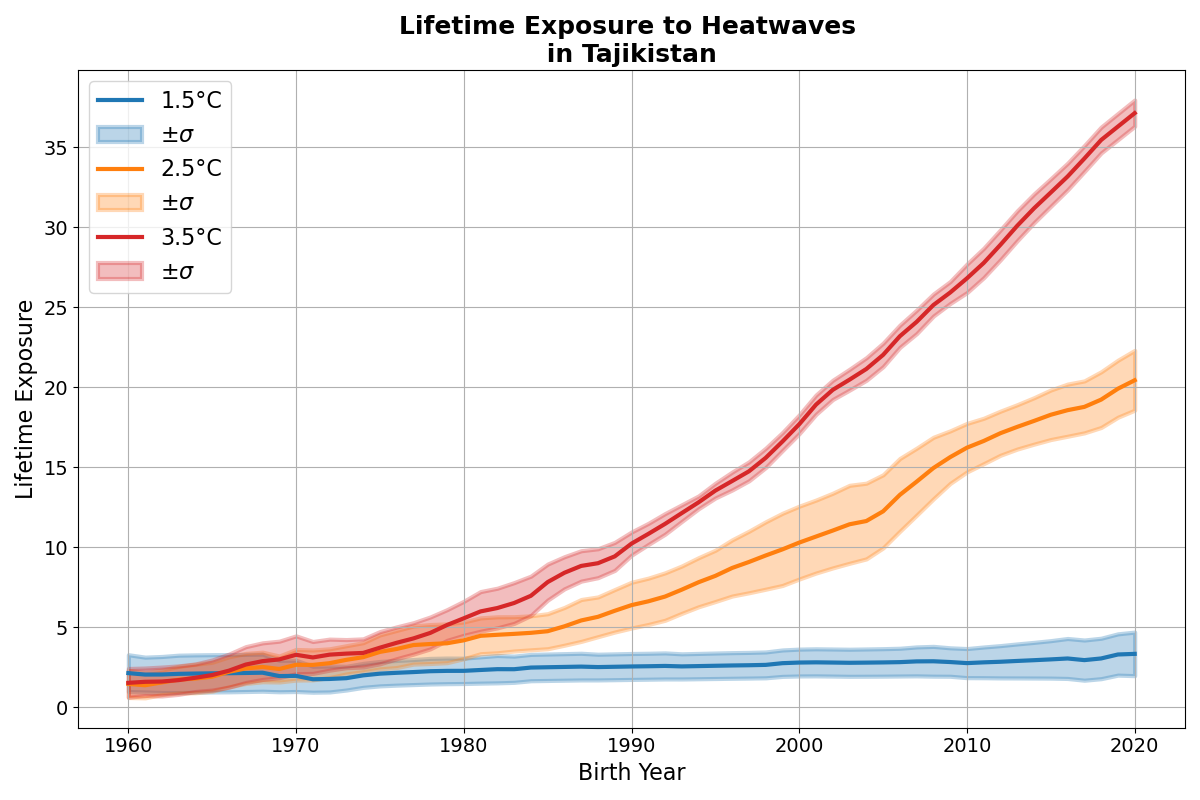 Lifetime Exposure to Heatwaves
in Tajikistan
1.5°C
±σ
2.5°C
±σ
3.5°C
±σ
Lifetime Exposure
35
30
25
20
15
10
5
0
1960 1970 1980 1990 2000 2010 2020
Birth Year